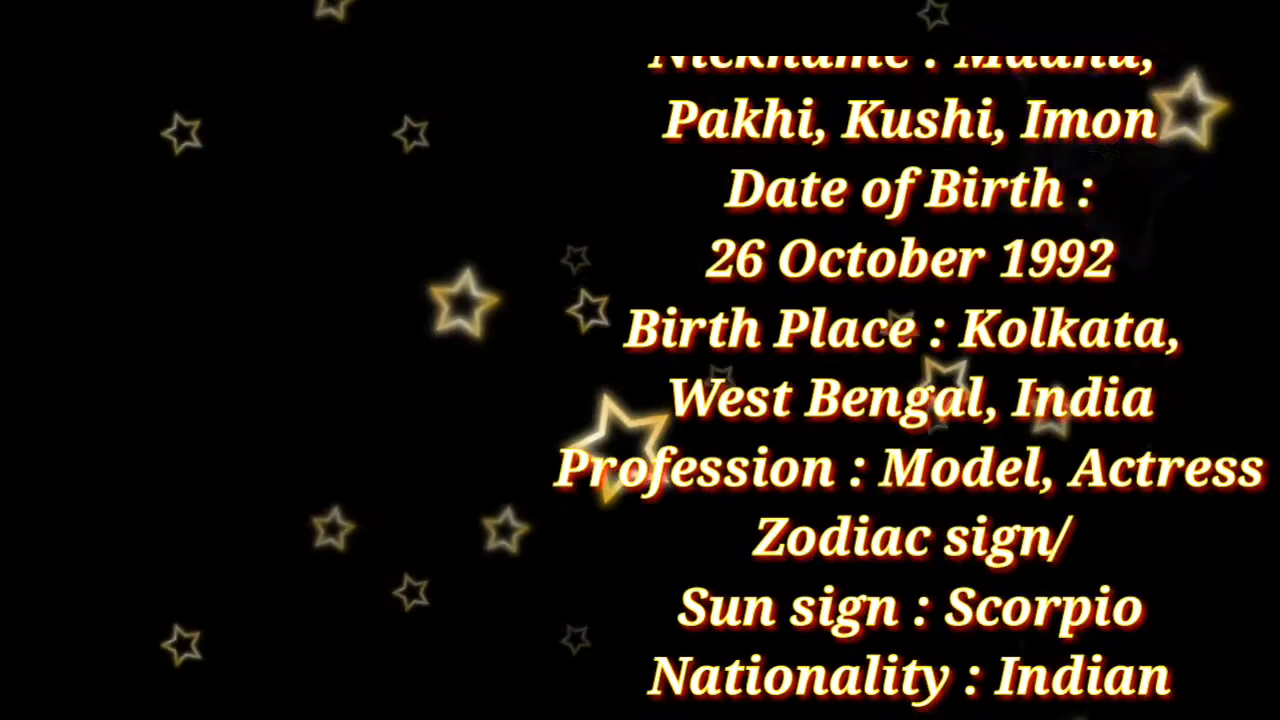 Nickname :
Pakhi, Kushi, Imon
Date of Birth :
26 October 1992
Birth Place : Kolkata,
West Bengal, India
Profession : Model, Actress
Zodiac sign/
Sun sign : Scorpio
Nationality : Indian